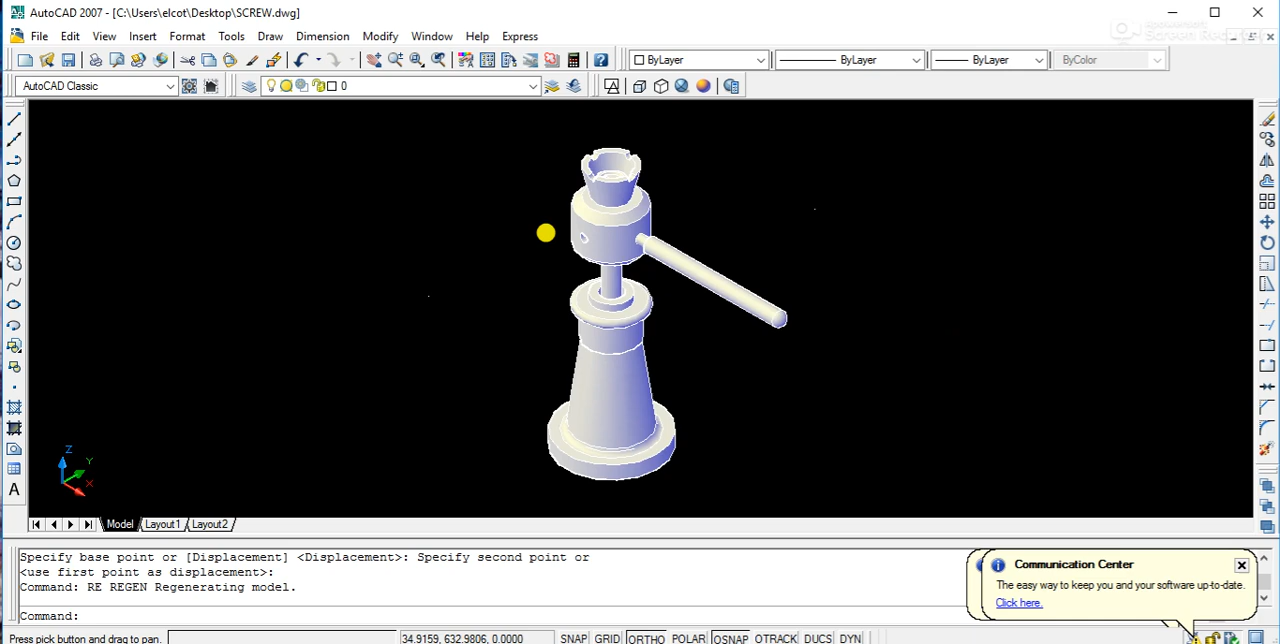 AutoCAD 2007 - [C:\Users\elcot\Desktop\SCREW.dwg]
File Edit View Insert Format Tools Draw Dimension Modify Window Help Express
ByLayer ByLayer ByLayer ByColor
AutoCAD Classic 0
Z
Y
X
A
Model Layout1 Layout2
Specify base point or [Displacement] <Displacement>: Specify second point or
<use first point as displacement>:
Command: RE REGEN Regenerating model.
Command:
Communication Center
The easy way to keep you and your software up-to-date.
Click here.
Press pick button and drag to pan. 34.9159, 632.9806, 0.0000 SNAP GRID ORTHO POLAR OSNAP OTRACK DUCS DYN